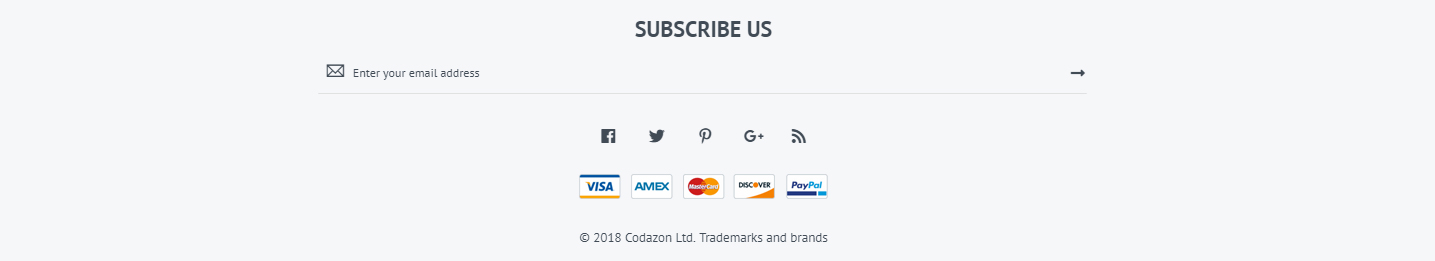 SUBSCRIBE US
Enter your email address
G+
VISA AMEX MasterCard DISCOVER PayPal
© 2018 Codazon Ltd. Trademarks and brands